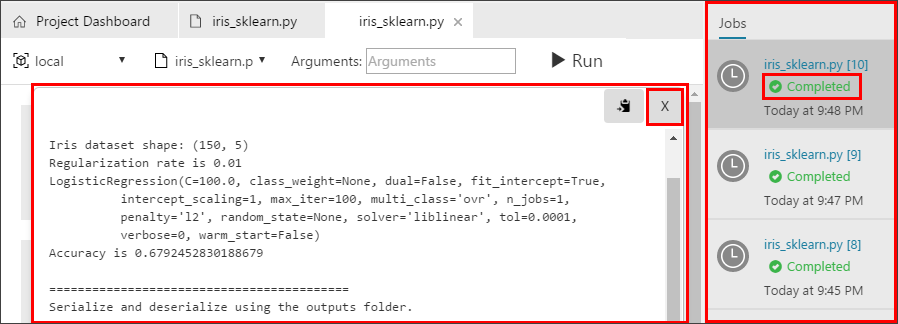 Project Dashboard
iris_sklearn.py
iris_sklearn.py
local
iris_sklearn.p
Arguments:
Arguments
Run
X
Iris dataset shape: (150, 5)
Regularization rate is 0.01
LogisticRegression(C=100.0, class_weight=None, dual=False, fit_intercept=True,
intercept_scaling=1, max_iter=100, multi_class='ovr', n_jobs=1,
penalty='l2', random_state=None, solver='liblinear', tol=0.0001,
verbose=0, warm_start=False)
Accuracy is 0.6792452830188679
==========================================
Serialize and deserialize using the outputs folder.
Jobs
iris_sklearn.py [10]
Completed
Today at 9:48 PM
iris_sklearn.py [9]
Completed
Today at 9:47 PM
iris_sklearn.py [8]
Completed
Today at 9:45 PM